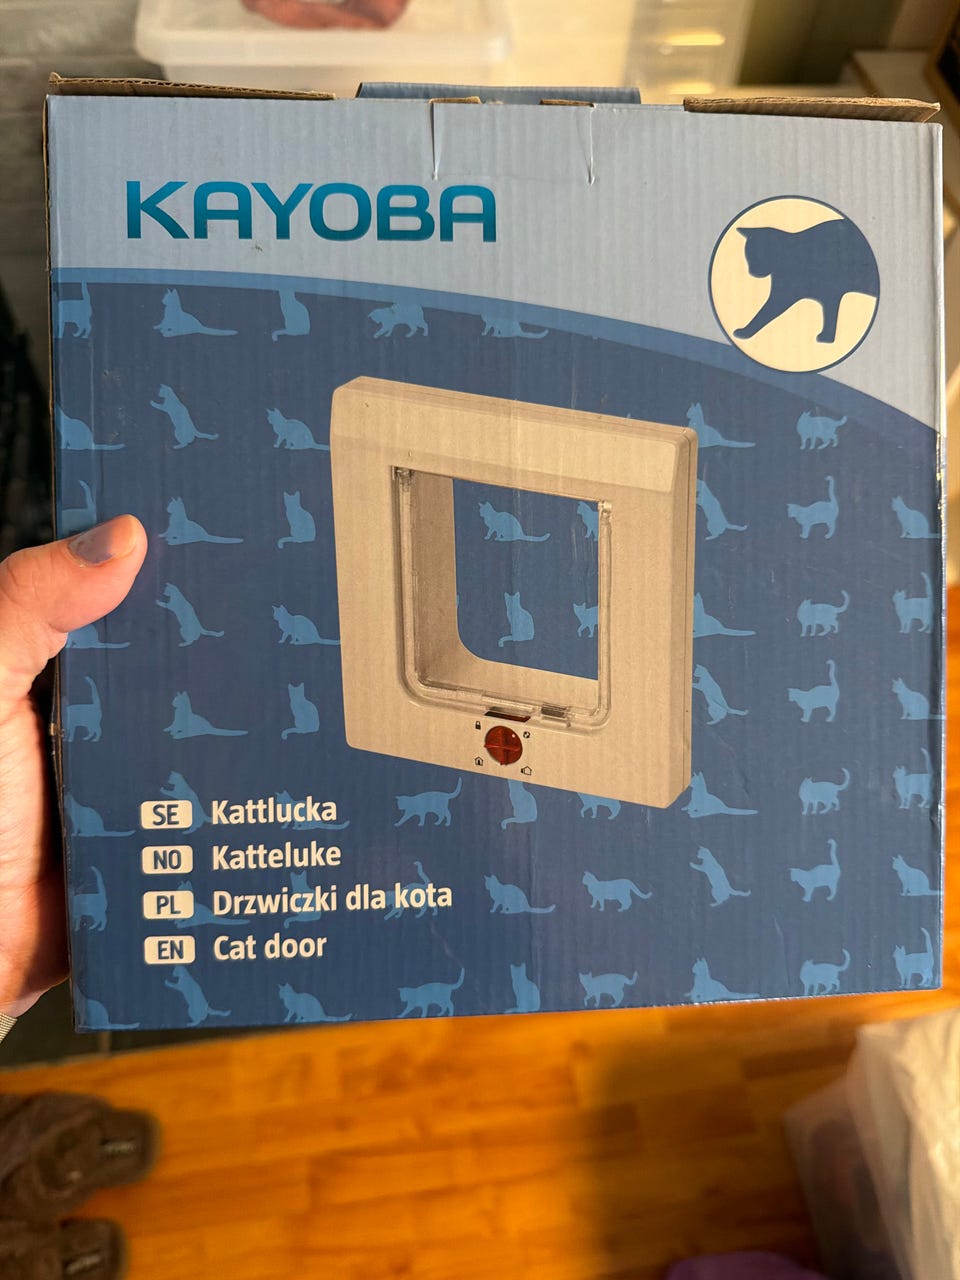 KAYOBA
SE Kattlucka
NO Katteluke
PL Drzwiczki dla kota
EN Cat door